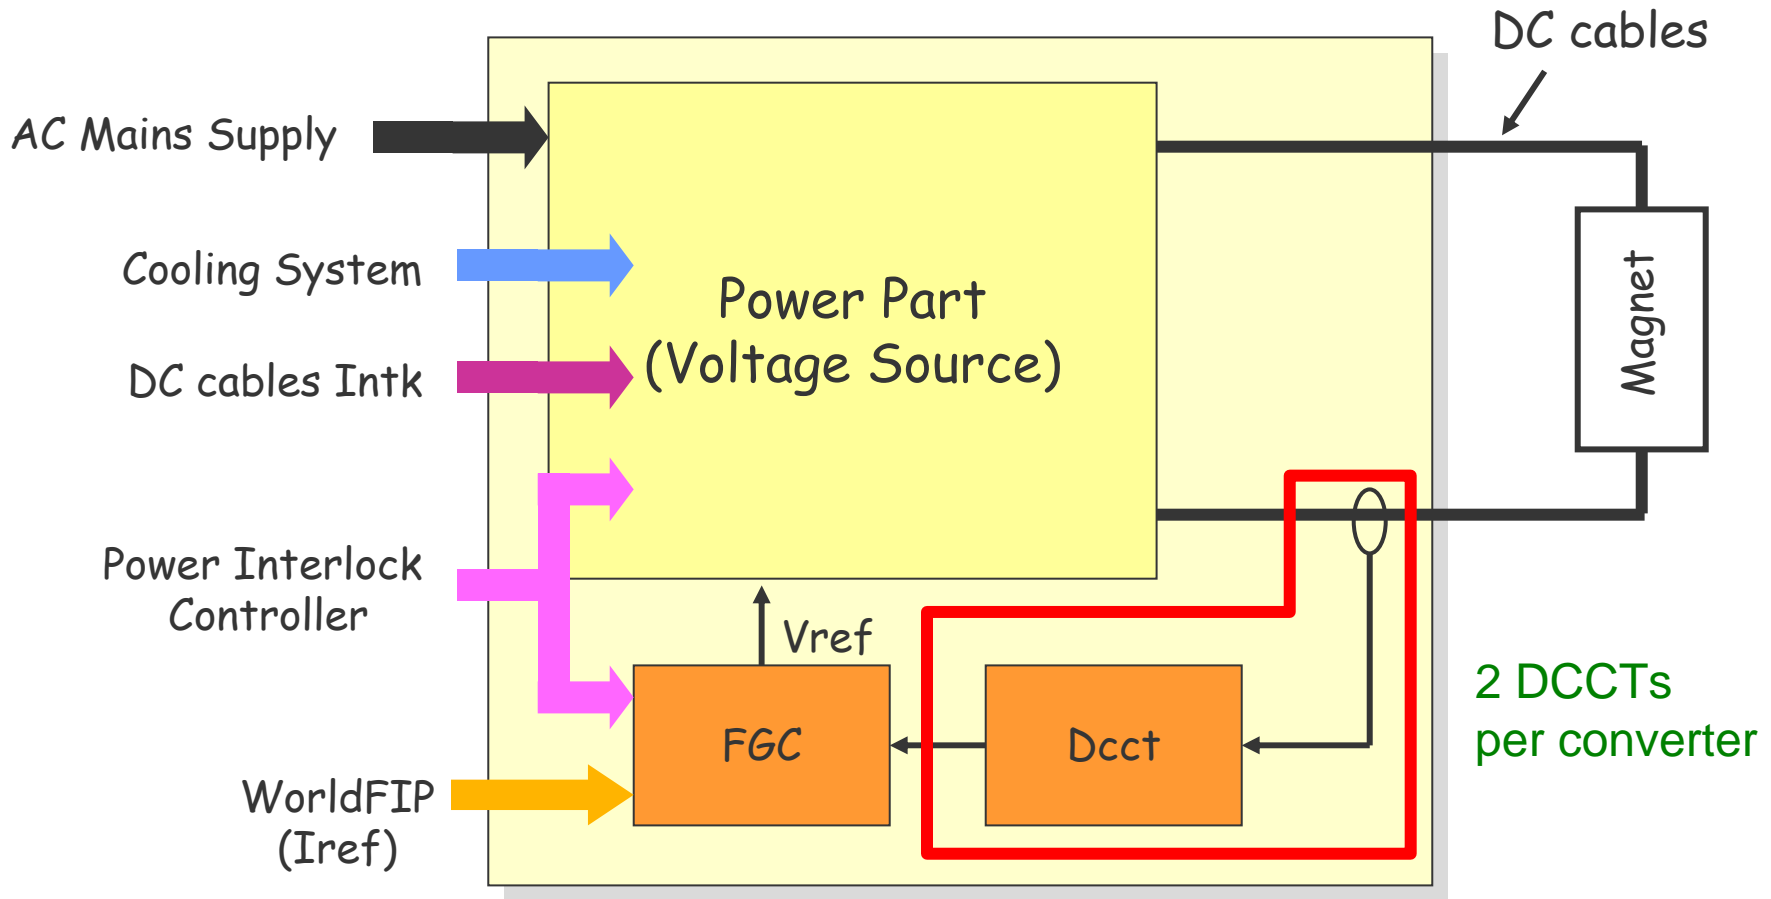 DC cables
AC Mains Supply
Cooling System
DC cables Intk
Power Part
(Voltage Source)
Magnet
Power Interlock
Controller
Vref
FGC
Dcct
2 DCCTs
per converter
WorldFIP
(Iref)